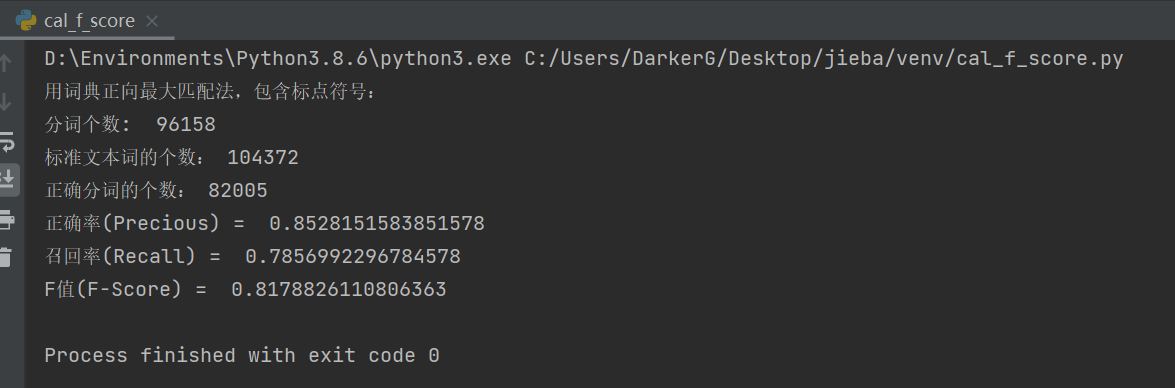 cal_f_score
D:\Environments\Python3.8.6\python3.exe C:/Users/DarkerG/Desktop/jieba/venv/cal_f_score.py
用词典正向最大匹配法，包含标点符号：
分词个数:  96158
标准文本词的个数： 104372
正确分词的个数： 82005
正确率(Precious) =  0.8528151583851578
召回率(Recall) =  0.7856992296784578
F值(F-Score) =  0.8178826110806363
Process finished with exit code 0